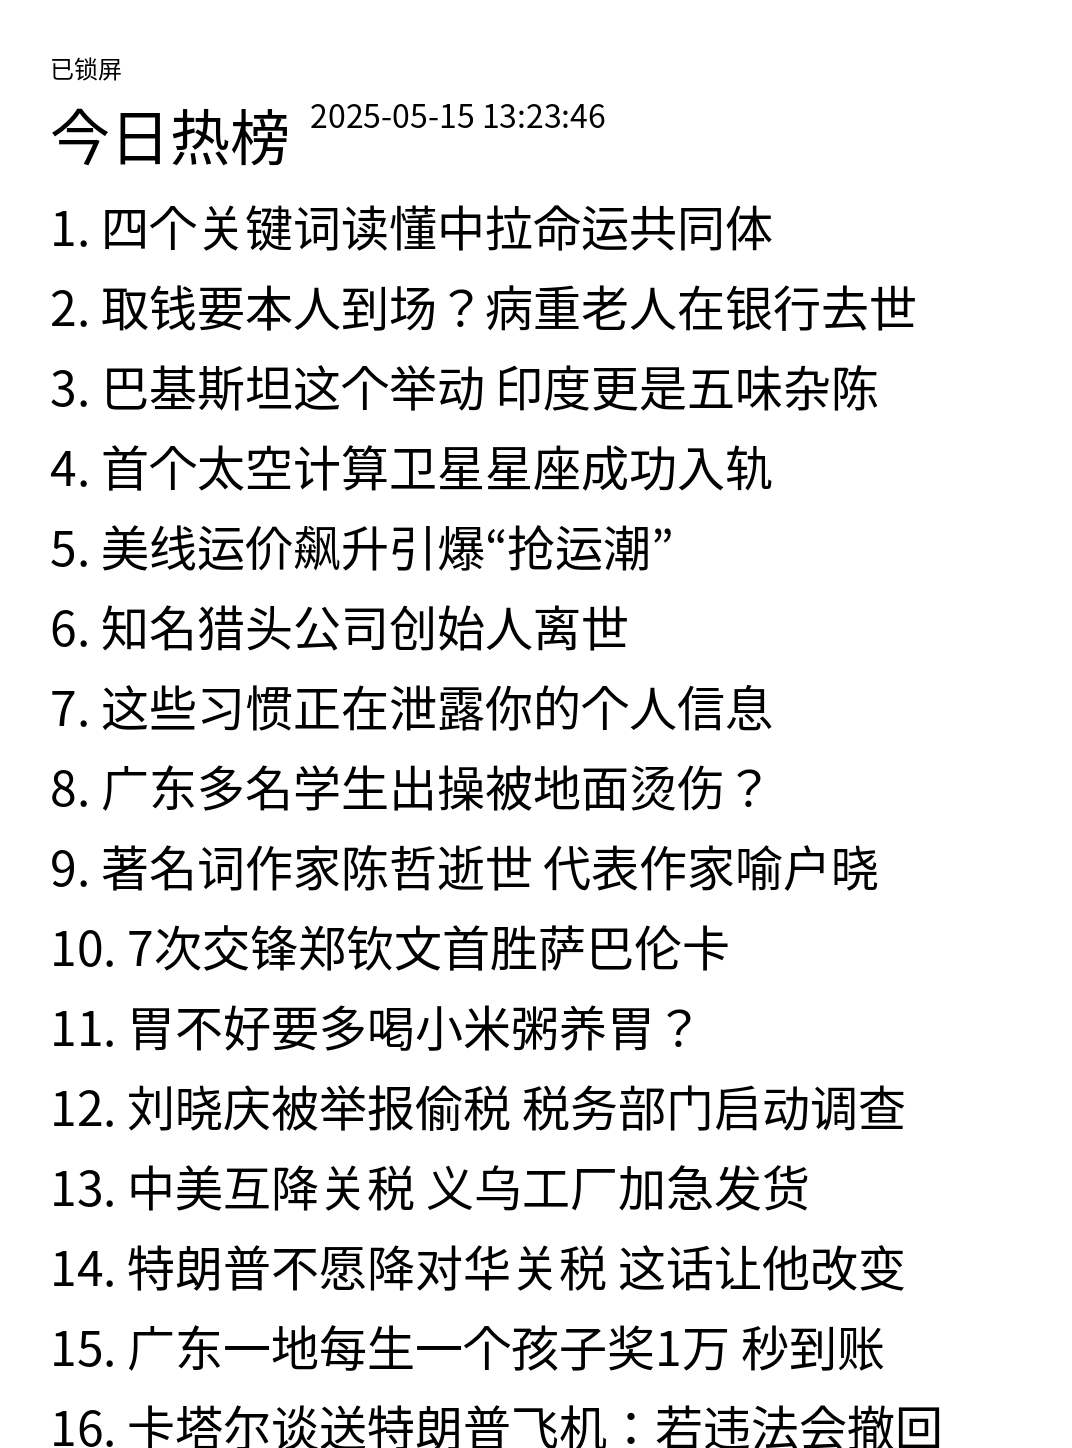 已锁屏
今日热榜 2025-05-15 13:23:46
1. 四个关键词读懂中拉命运共同体
2. 取钱要本人到场？病重老人在银行去世
3. 巴基斯坦这个举动 印度更是五味杂陈
4. 首个太空计算卫星星座成功入轨
5. 美线运价飙升引爆“抢运潮”
6. 知名猎头公司创始人离世
7. 这些习惯正在泄露你的个人信息
8. 广东多名学生出操被地面烫伤？
9. 著名词作家陈哲逝世 代表作家喻户晓
10. 7次交锋郑钦文首胜萨巴伦卡
11. 胃不好要多喝小米粥养胃？
12. 刘晓庆被举报偷税 税务部门启动调查
13. 中美互降关税 义乌工厂加急发货
14. 特朗普不愿降对华关税 这话让他改变
15. 广东一地每生一个孩子奖1万 秒到账
16. 卡塔尔谈送特朗普飞机：若违法会撤回